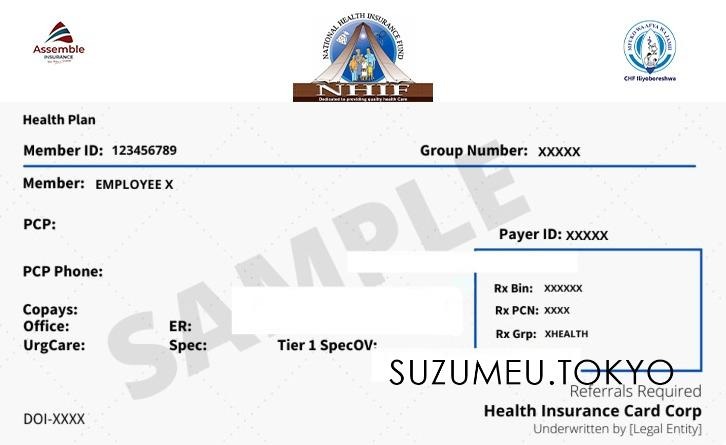 Assemble
INSURANCE
NATIONAL HEALTH INSURANCE FUND
NHIF
Dedicated to providing quality health Care
MFUKO WA AFYA WA JAMII
CHF Iliyoboreshwa
Health Plan
Member ID: 123456789
Group Number: XXXXX
Member: EMPLOYEE X
SAMPLE
PCP:
Payer ID: XXXXX
PCP Phone:
Rx Bin: XXXXXX
Rx PCN: XXXX
Rx Grp: XHEALTH
Copays:
Office: ER:
UrgCare: Spec: Tier 1 SpecOV:
SUZUMEU.TOKYO
Referrals Required
Health Insurance Card Corp
Underwritten by [Legal Entity]
DOI-XXXX